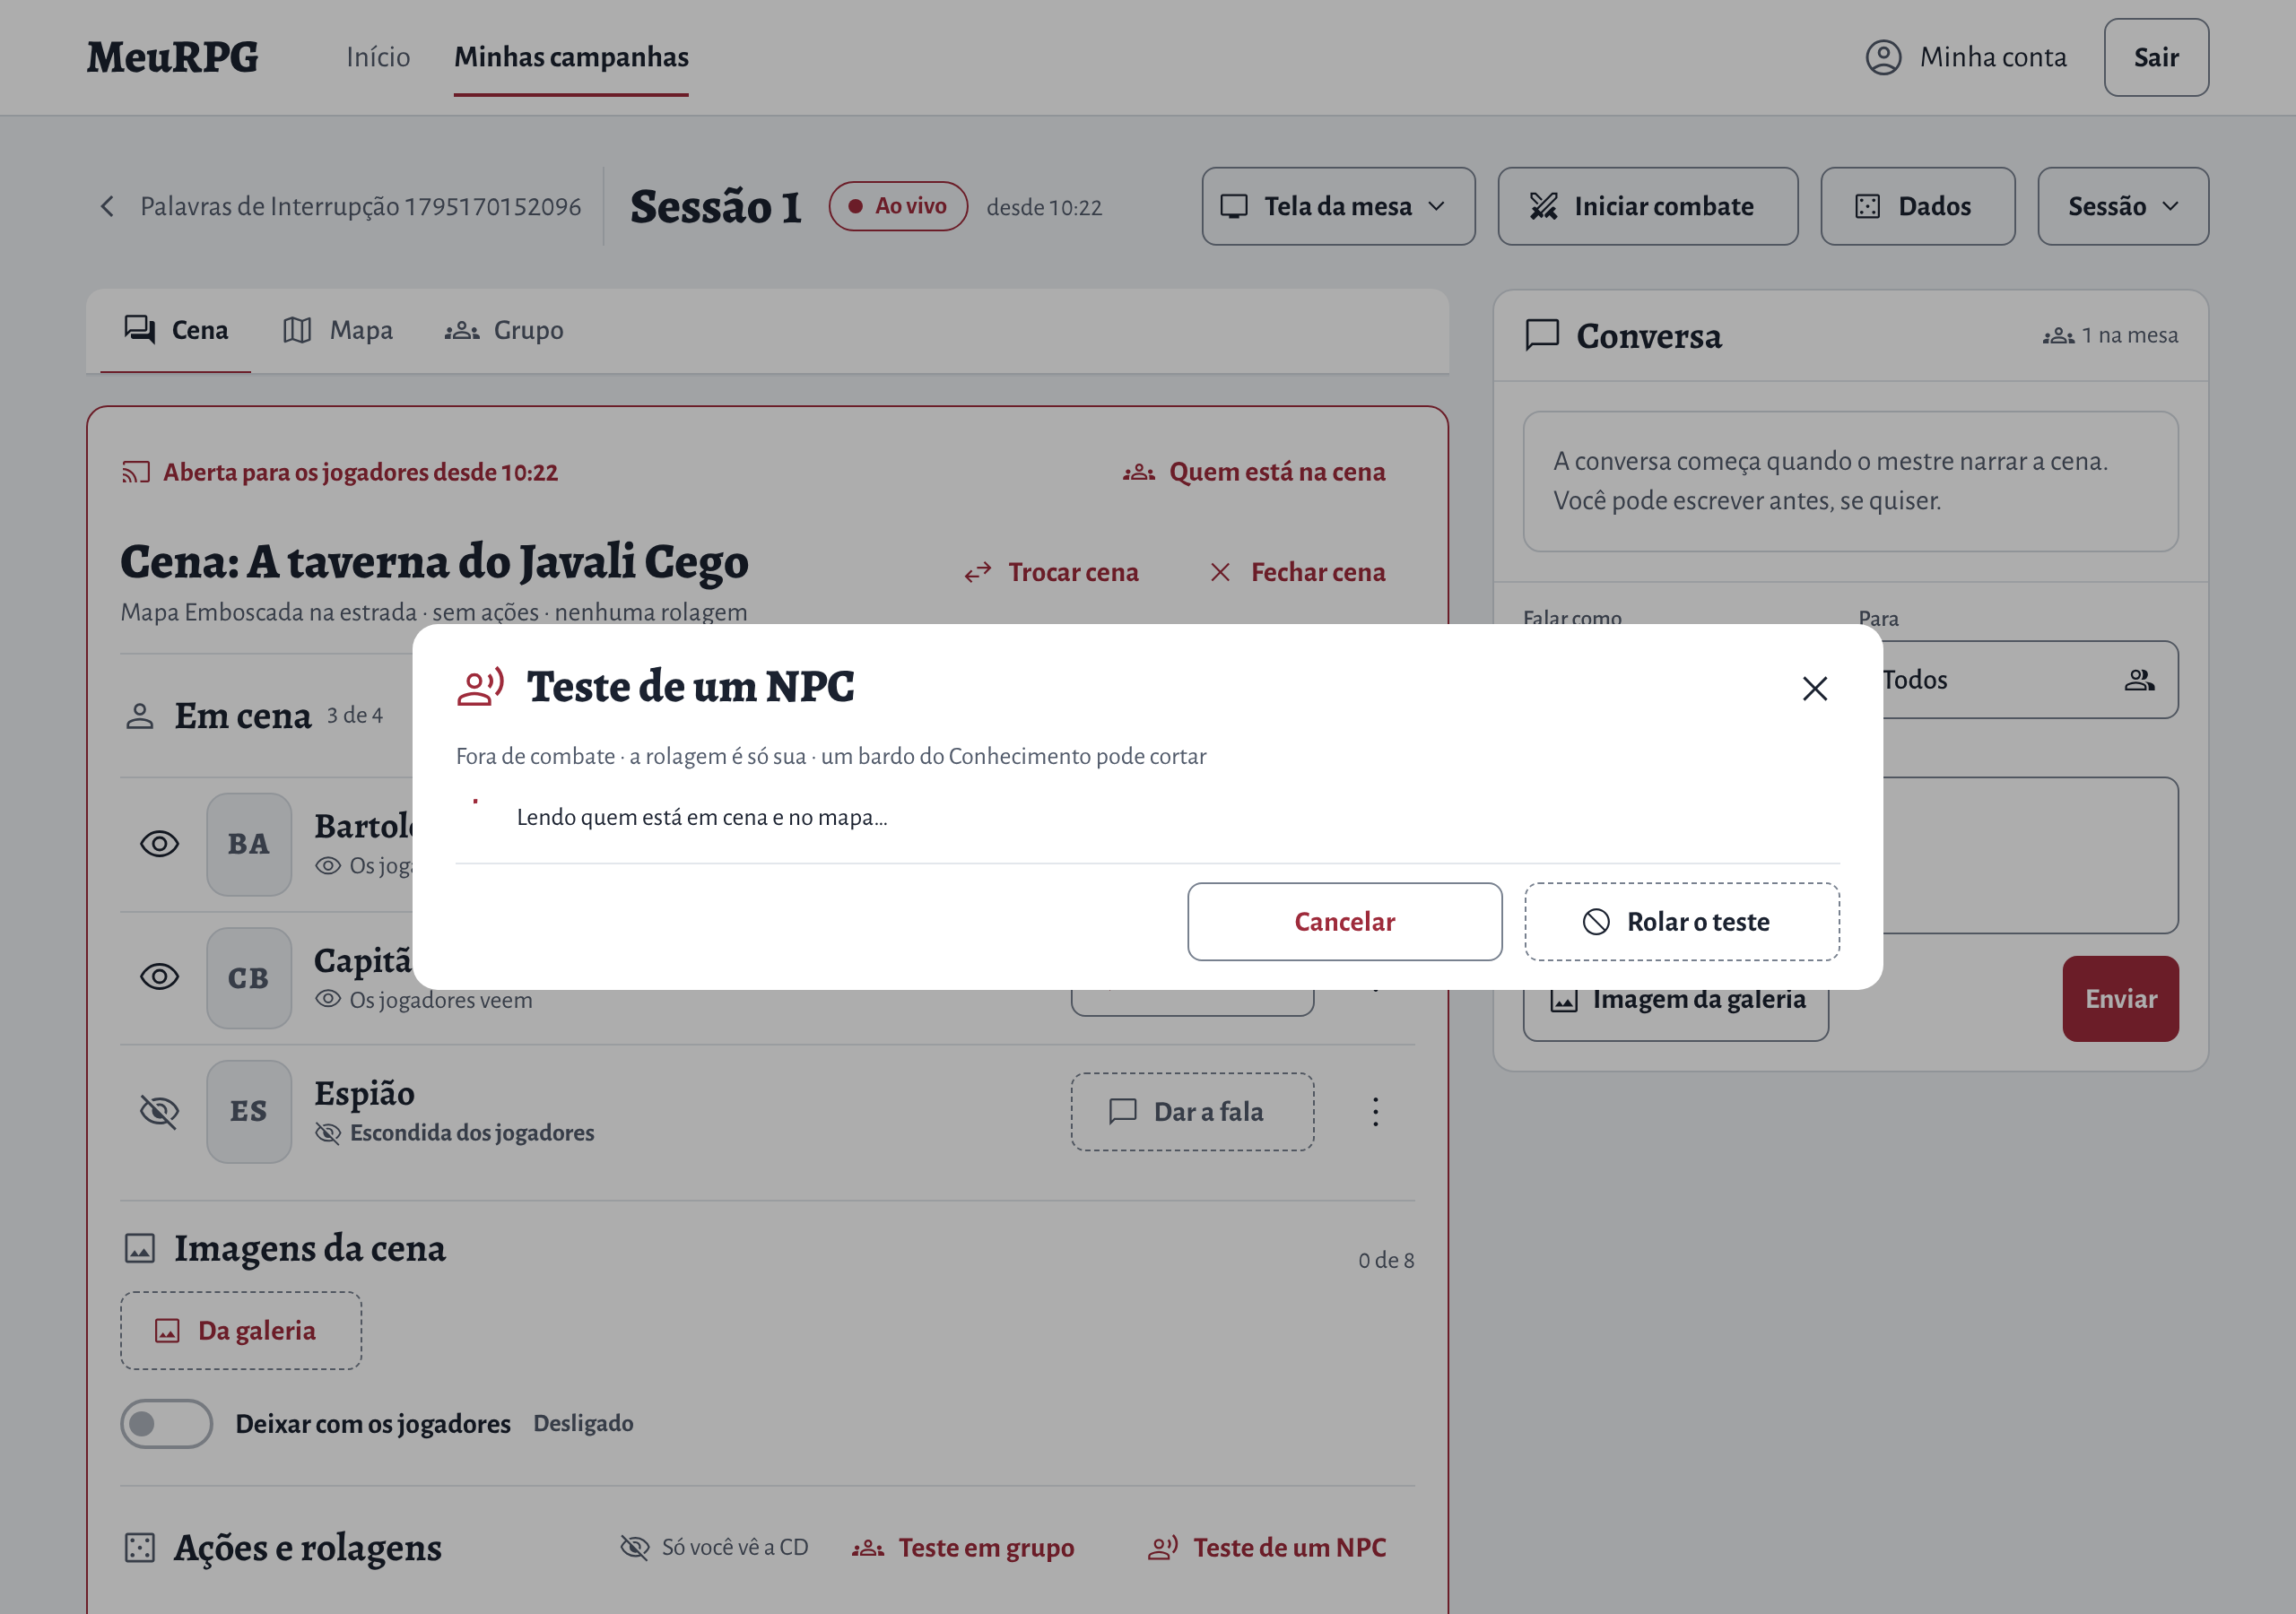 MeuRPG
Início
Minhas campanhas
Minha conta
Sair
Palavras de Interrupção 1795170152096
Sessão 1
Ao vivo
desde 10:22
Tela da mesa
Iniciar combate
Dados
Sessão
Cena
Mapa
Grupo
Aberta para os jogadores desde 10:22
Quem está na cena
Cena: A taverna do Javali Cego
Trocar cena
Fechar cena
Mapa Emboscada na estrada · sem ações · nenhuma rolagem
Em cena
3 de 4
BA
CB
Os jogadores veem
ES
Espião
Escondida dos jogadores
Dar a fala
Imagens da cena
0 de 8
Da galeria
Deixar com os jogadores
Desligado
Ações e rolagens
Só você vê a CD
Teste em grupo
Teste de um NPC
Conversa
1 na mesa
A conversa começa quando o mestre narrar a cena.
Você pode escrever antes, se quiser.
Falar como
Para
Todos
Imagem da galeria
Enviar
Teste de um NPC
Fora de combate · a rolagem é só sua · um bardo do Conhecimento pode cortar
Lendo quem está em cena e no mapa...
Cancelar
Rolar o teste